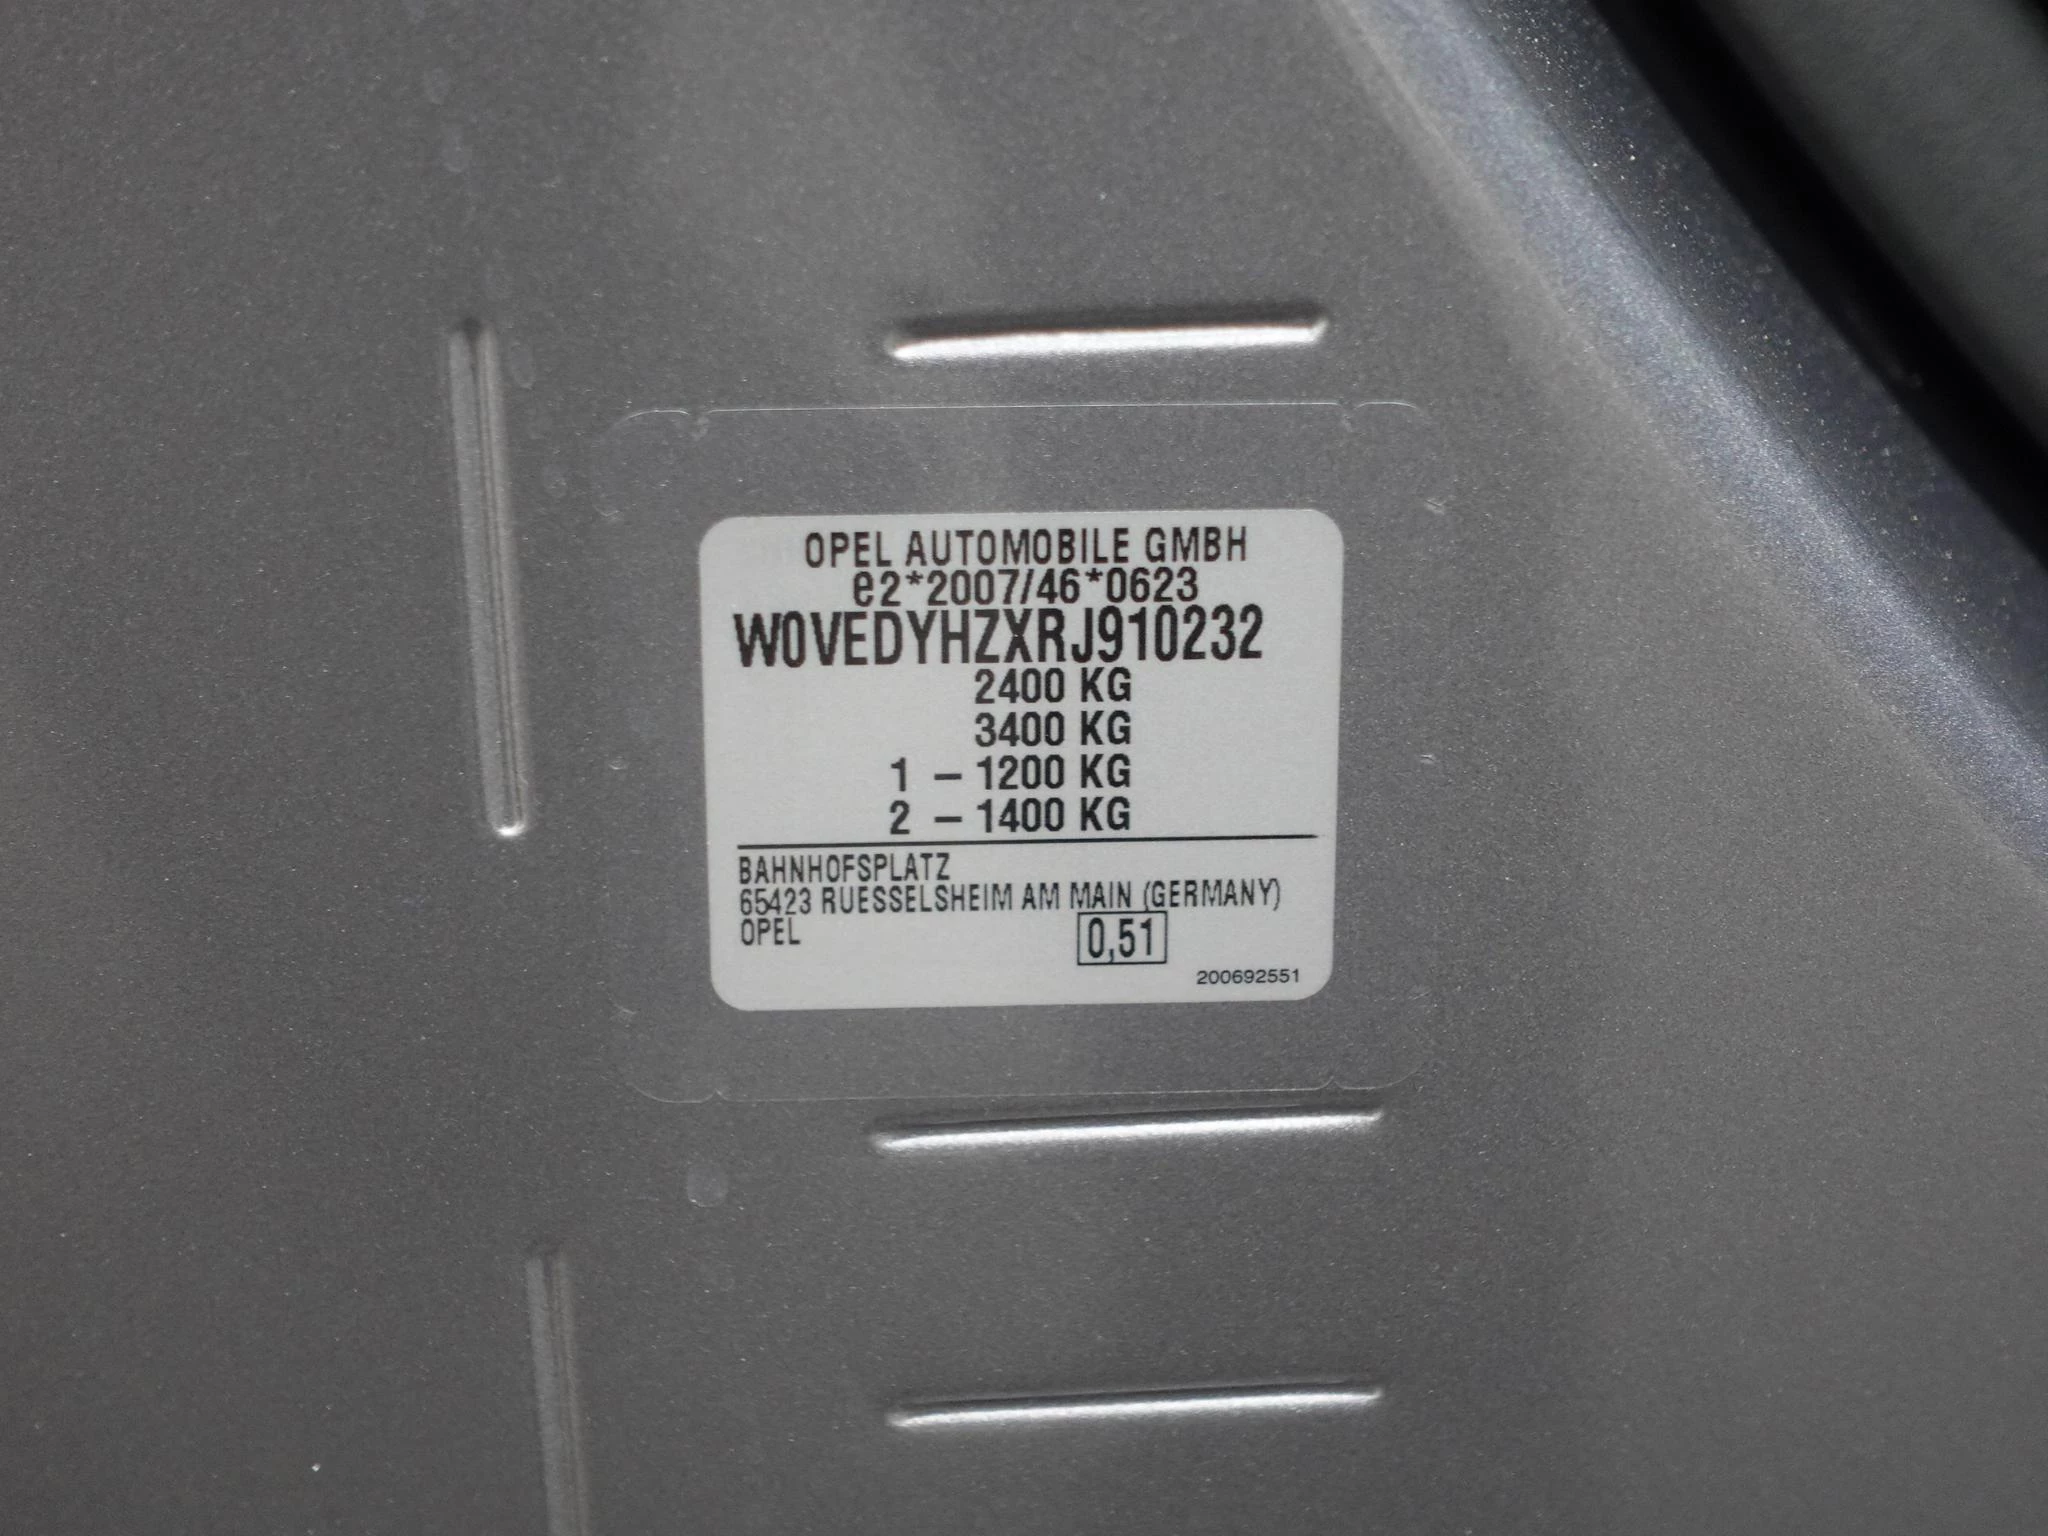 OPEL AUTOMOBILE GMBH
e2*2007/46*0623
W0VEDYHZXRJ910232
2400 KG
3400 KG
1 – 1200 KG
2 – 1400 KG
BAHNHOFSPLATZ
65423 RUESSELSHEIM AM MAIN (GERMANY)
OPEL 0,51
200692551